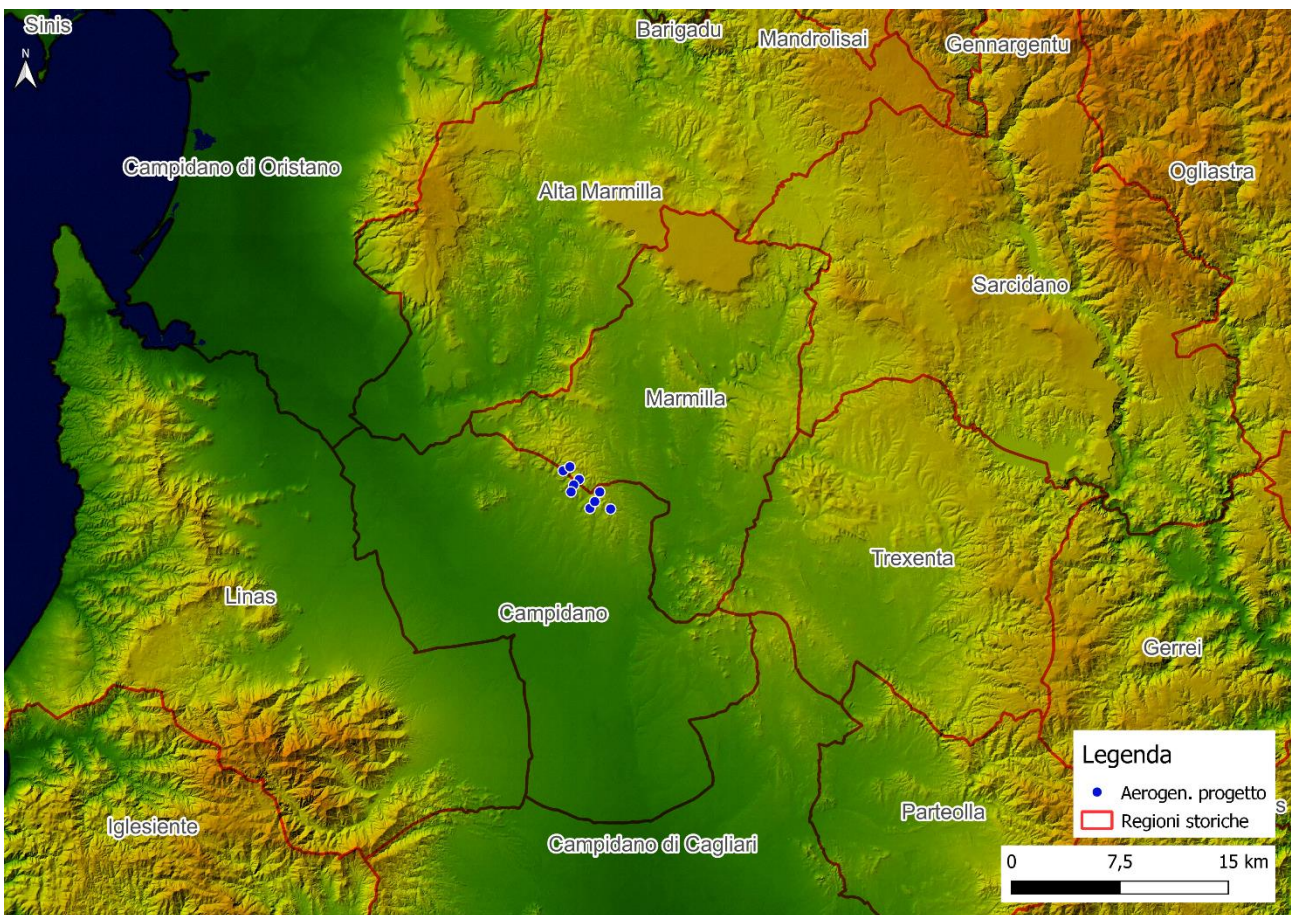 Sinis
Barigadu
Mandrolisai
Gennargentu
N
Campidano di Oristano
Alta Marmilla
Ogliastra
Sarcidano
Marmilla
Trexenta
Linas
Campidano
Gerrei
Legenda
Aerogen. progetto
Regioni storiche
Parteolla
s
Iglesiente
Campidano di Cagliari
0
7,5
15 km